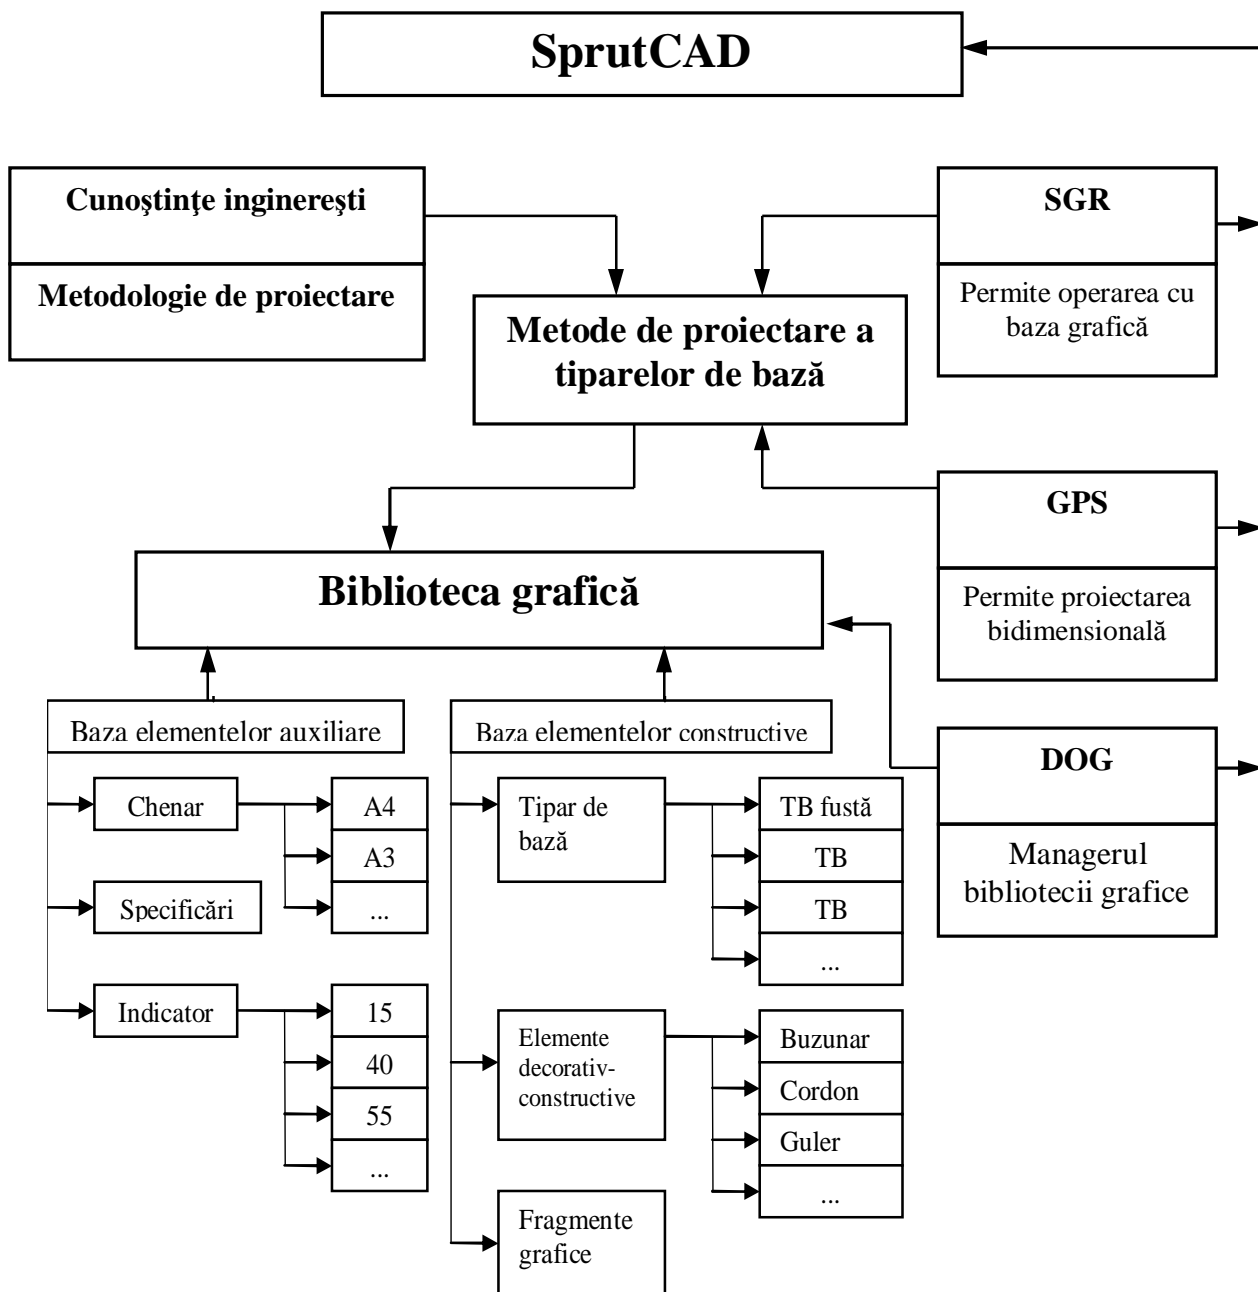 SprutCAD
Cunoştinţe inginereşti
Metodologie de proiectare
SGR
Permite operarea cu
baza grafică
Metode de proiectare a
tiparelor de bază
GPS
Permite proiectarea
bidimensională
Biblioteca grafică
DOG
Managerul
bibliotecii grafice
Baza elementelor auxiliare
Chenar
A4
A3
...
Specificări
Indicator
15
40
55
...
Baza elementelor constructive
Tipar de
bază
TB fustă
TB
TB
...
Elemente
decorativ-
constructive
Buzunar
Cordon
Guler
...
Fragmente
grafice